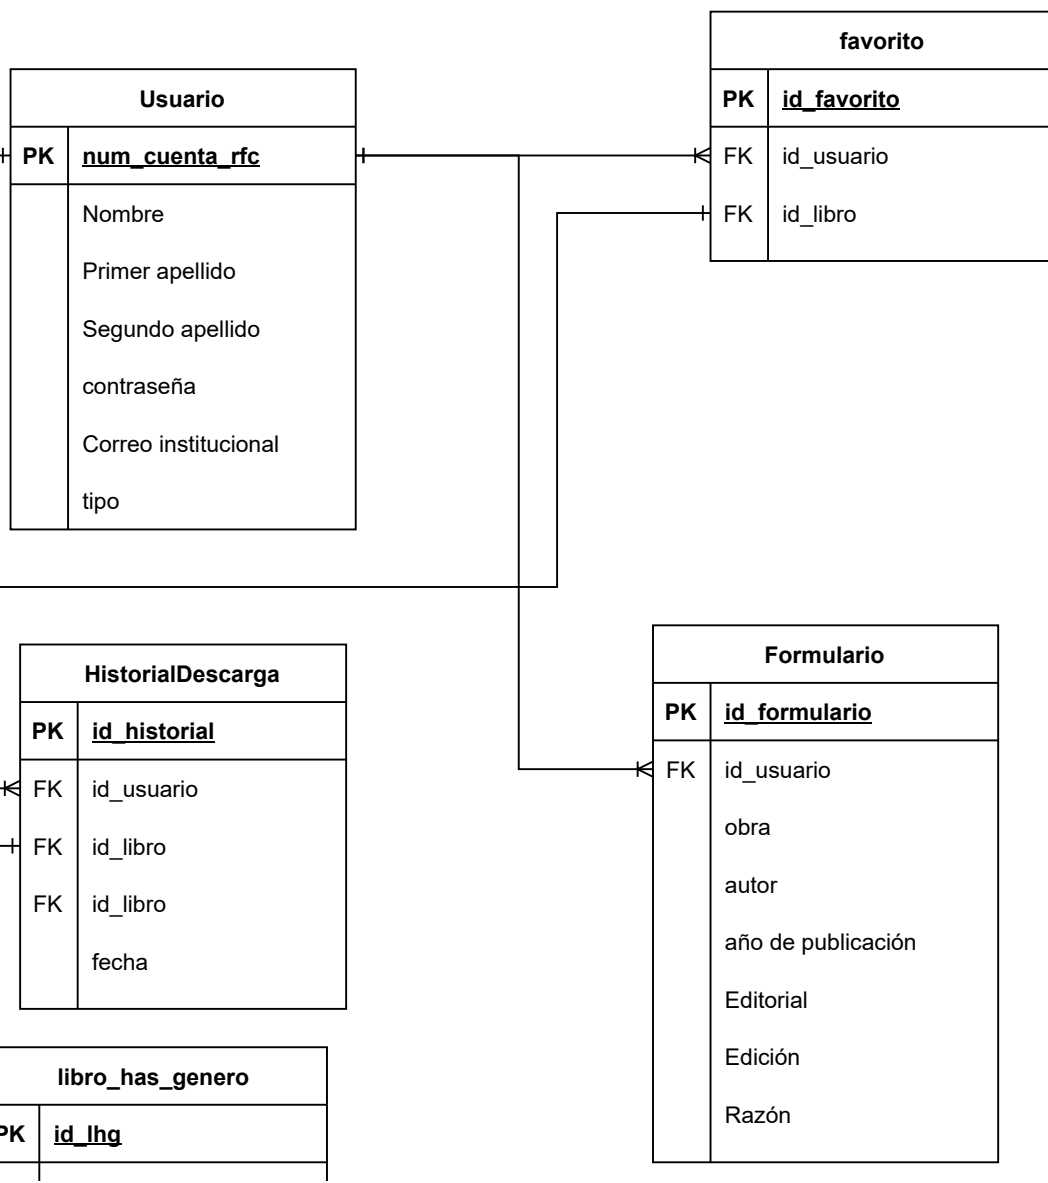 favorito
PK id_favorito
FK id_usuario
FK id_libro
Usuario
PK num_cuenta_rfc
Nombre
Primer apellido
Segundo apellido
contraseña
Correo institucional
tipo
HistorialDescarga
PK id_historial
FK id_usuario
FK id_libro
FK id_libro
fecha
Formulario
PK id_formulario
FK id_usuario
obra
autor
año de publicación
Editorial
Edición
Razón
libro_has_genero
PK id_lhg